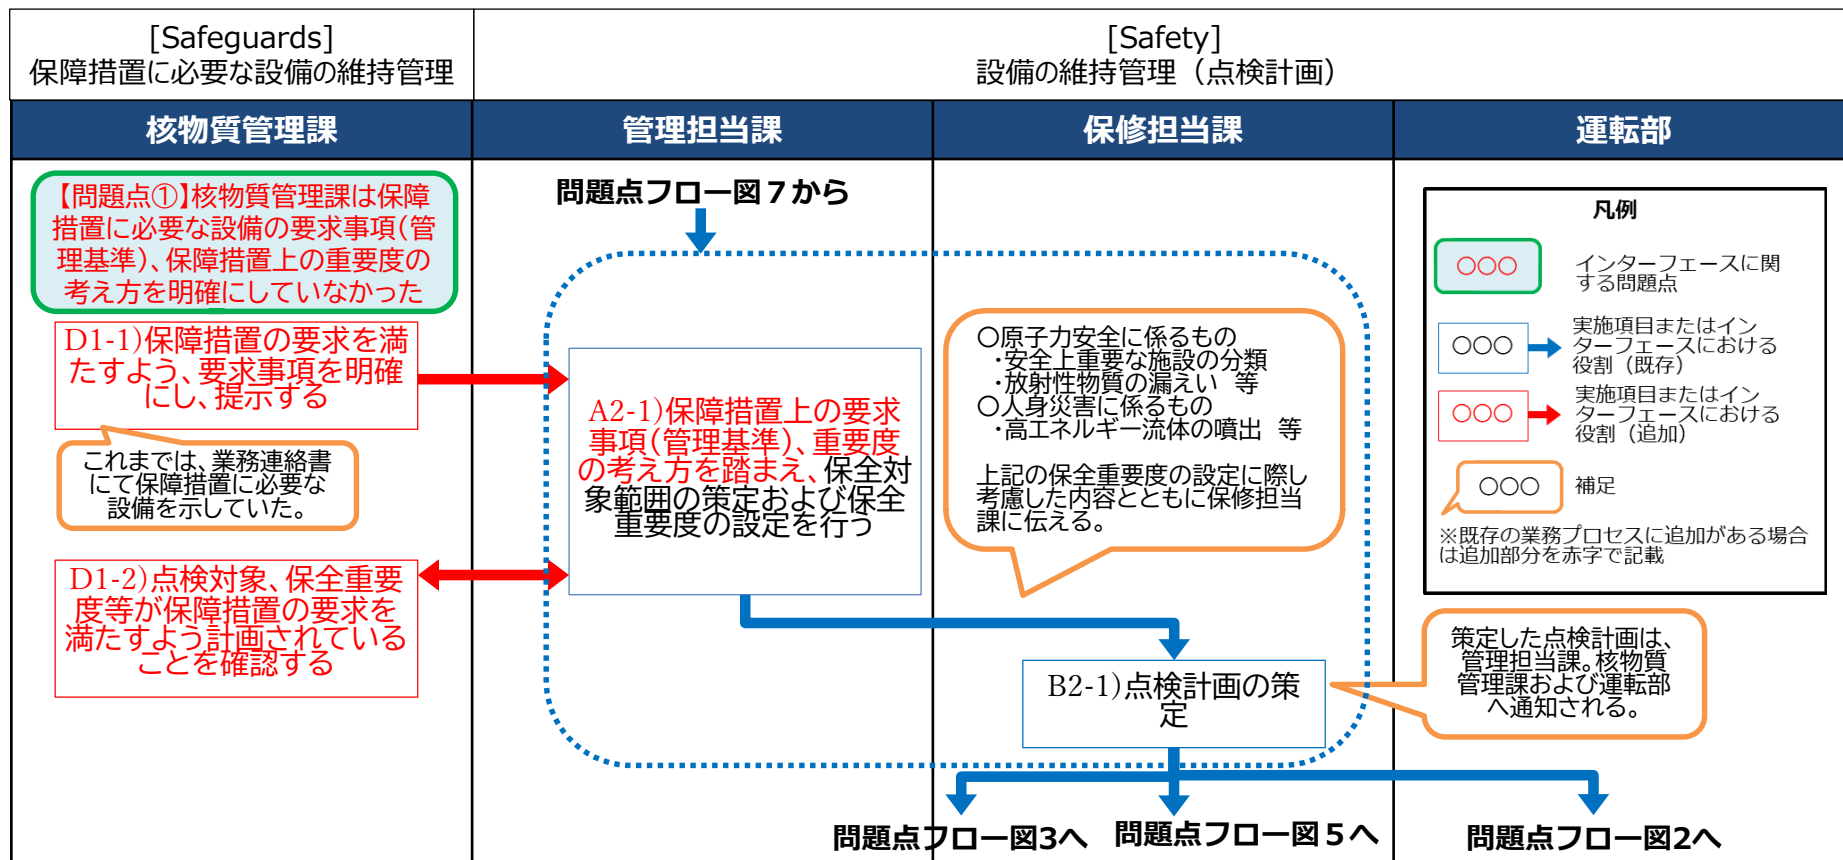 [Safeguards]
保障措置に必要な設備の維持管理
[Safety]
設備の維持管理（点検計画）
核物質管理課
管理担当課
保修担当課
運転部
【問題点①】核物質管理課は保障
措置に必要な設備の要求事項（管
理基準）、保障措置上の重要度の
考え方を明確にしていなかった
D1-1）保障措置の要求を満
たすよう、要求事項を明確
にし、提示する
これまでは、業務連絡書
にて保障措置に必要な
設備を示していた。
D1-2）点検対象、保全重要
度等が保障措置の要求を
満たすよう計画されている
ことを確認する
問題点フロー図７から
A2-1）保障措置上の要求
事項（管理基準）、重要度
の考え方を踏まえ、保全対
象範囲の策定および保全
重要度の設定を行う
〇原子力安全に係るもの
・安全上重要な施設の分類
・放射性物質の漏えい　等
〇人身災害に係るもの
・高エネルギー流体の噴出　等
上記の保全重要度の設定に際し
考慮した内容とともに保修担当
課に伝える。
B2-1）点検計画の策
定
凡例
〇〇〇
インターフェースに関
する問題点
〇〇〇
実施項目またはイン
ターフェースにおける
役割（既存）
〇〇〇
実施項目またはイン
ターフェースにおける
役割（追加）
〇〇〇
補足
※既存の業務プロセスに追加がある場合
は追加部分を赤字で記載
策定した点検計画は、
管理担当課。核物質
管理課および運転部
へ通知される。
問題点フロー図3へ
問題点フロー図５へ
問題点フロー図2へ